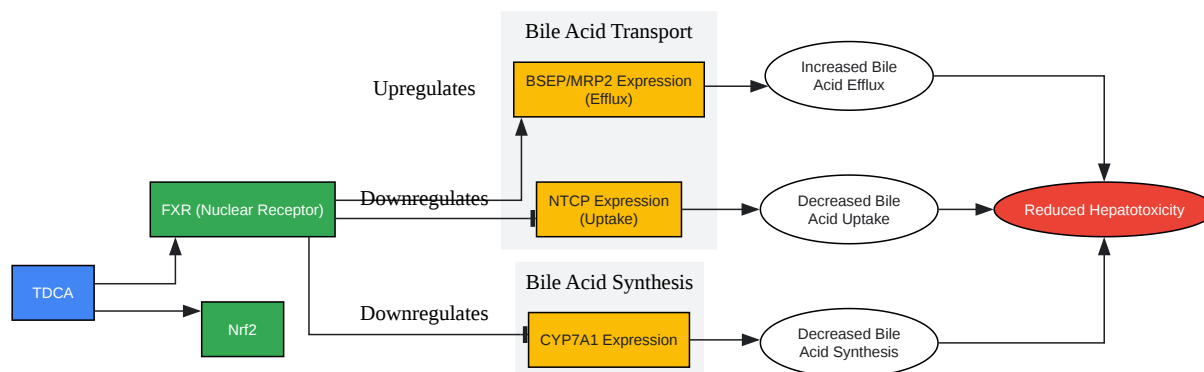 Bile Acid Transport
Upregulates
BSEP/MRP2 Expression
(Efflux)
Increased Bile
Acid Efflux
FXR (Nuclear Receptor)
Downregulates
NTCP Expression
(Uptake)
Decreased Bile
Acid Uptake
Reduced Hepatotoxicity
TDCA
Nrf2
Bile Acid Synthesis
Downregulates
CYP7A1 Expression
Decreased Bile
Acid Synthesis